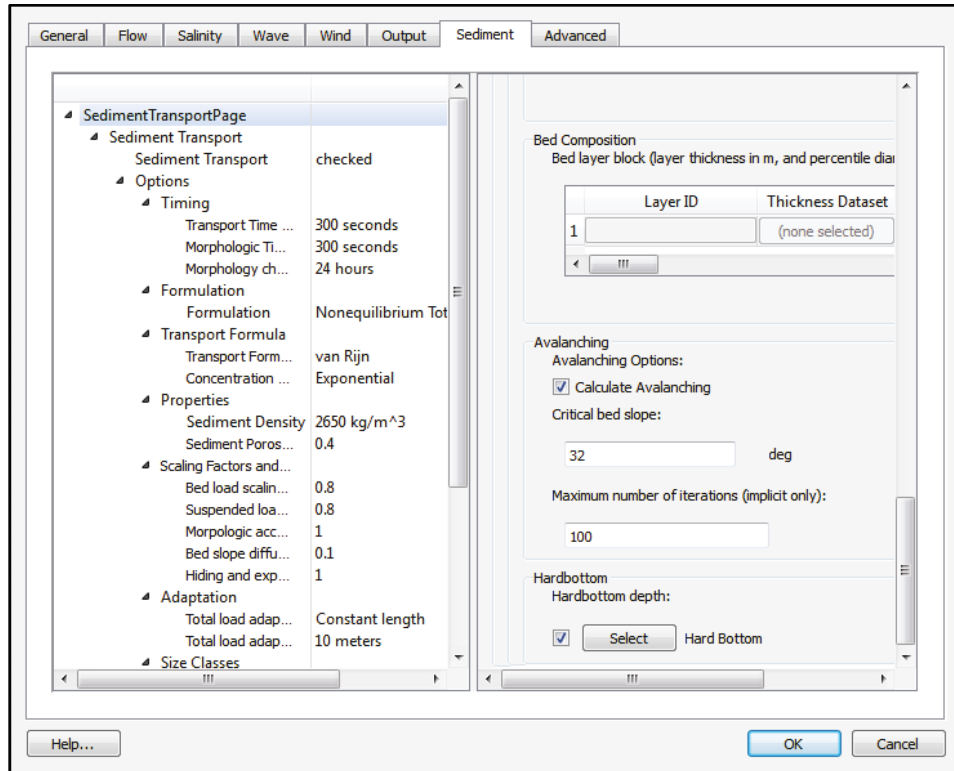 General Flow Salinity Wave Wind Output Sediment Advanced
SedimentTransportPage
Sediment Transport
Sediment Transport checked
Options
Timing
Transport Time ... 300 seconds
Morphologic Ti... 300 seconds
Morphology ch... 24 hours
Formulation
Formulation Nonequilibrium Tot
Transport Formula
Transport Form... van Rijn
Concentration ... Exponential
Properties
Sediment Density 2650 kg/m^3
Sediment Poros... 0.4
Scaling Factors and...
Bed load scalin... 0.8
Suspended loa... 0.8
Morpologic acc... 1
Bed slope diffu... 0.1
Hiding and exp... 1
Adaptation
Total load adap... Constant length
Total load adap... 10 meters
Size Classes
Bed Composition
Bed layer block (layer thickness in m, and percentile dia
Layer ID Thickness Dataset
1 (none selected)
Avalanching
Avalanching Options:
Calculate Avalanching
Critical bed slope:
32 deg
Maximum number of iterations (implicit only):
100
Hardbottom
Hardbottom depth:
Select Hard Bottom
Help... OK Cancel